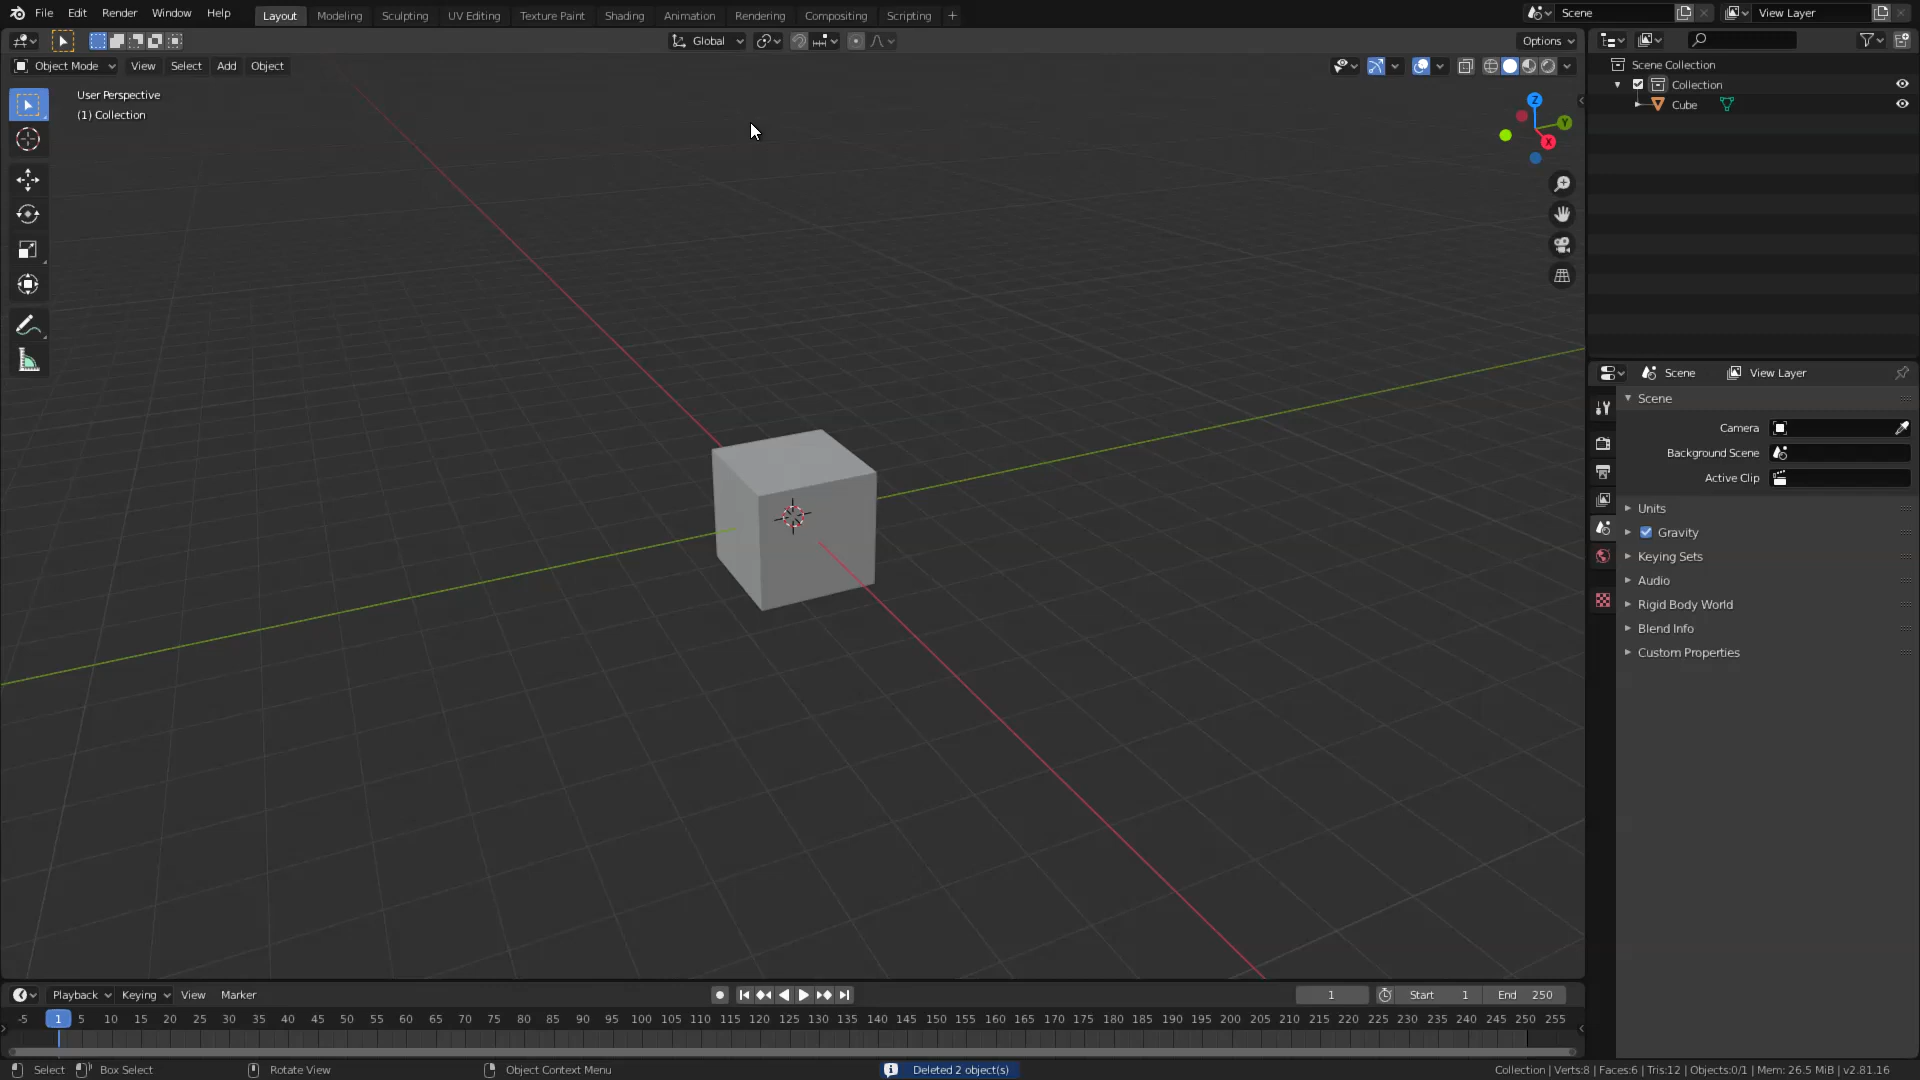 File Edit Render Window Help
Layout Modeling Sculpting UV Editing Texture Paint Shading Animation Rendering Compositing Scripting +
Scene
View Layer
Global
Options
Object Mode View Select Add Object
User Perspective
(1) Collection
Z
Y
X
Scene Collection
Collection
Cube
Scene View Layer
Scene
Camera
Background Scene
Active Clip
Units
Gravity
Keying Sets
Audio
Rigid Body World
Blend Info
Custom Properties
Playback Keying View Marker
1
Start 1
End 250
-5 1 5 10 15 20 25 30 35 40 45 50 55 60 65 70 75 80 85 90 95 100 105 110 115 120 125 130 135 140 145 150 155 160 165 170 175 180 185 190 195 200 205 210 215 220 225 230 235 240 245 250 255
Select Box Select Rotate View Object Context Menu
Deleted 2 object(s)
Collection | Verts:8 | Faces:6 | Tris:12 | Objects:0/1 | Mem: 26.5 MiB | v2.81.16